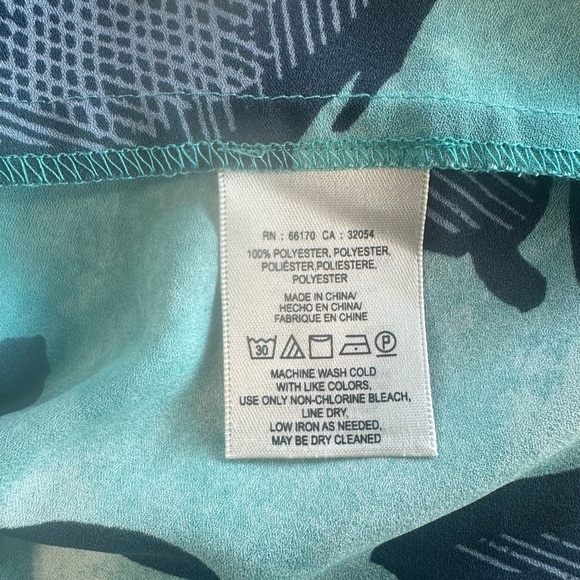 RN : 66170 CA : 32054
100% POLYESTER, POLYESTER,
POLIÉSTER,POLIESTERE,
POLYESTER
MADE IN CHINA/
HECHO EN CHINA/
FABRIQUE EN CHINE
30 P
MACHINE WASH COLD
WITH LIKE COLORS,
USE ONLY NON-CHLORINE BLEACH,
LINE DRY,
LOW IRON AS NEEDED,
MAY BE DRY CLEANED